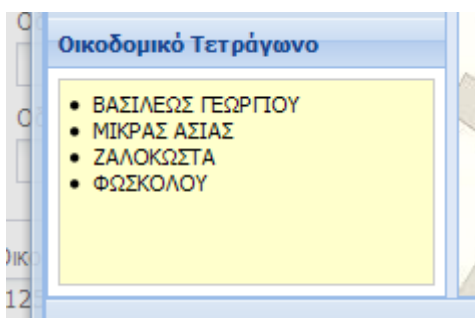 Οικοδομικό Τετράγωνο
ΒΑΣΙΛΕΩΣ ΓΕΩΡΓΙΟΥ
ΜΙΚΡΑΣ ΑΣΙΑΣ
ΖΑΛΟΚΩΣΤΑ
ΦΩΣΚΟΛΟΥ